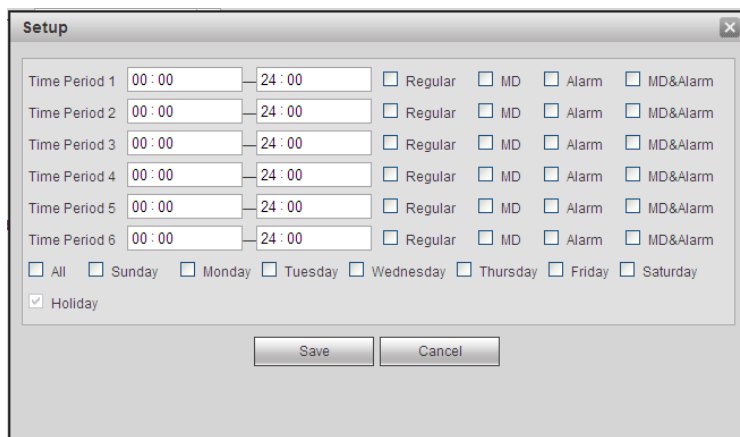 Setup
Time Period 1 00:00 — 24:00 Regular MD Alarm MD&Alarm
Time Period 2 00:00 — 24:00 Regular MD Alarm MD&Alarm
Time Period 3 00:00 — 24:00 Regular MD Alarm MD&Alarm
Time Period 4 00:00 — 24:00 Regular MD Alarm MD&Alarm
Time Period 5 00:00 — 24:00 Regular MD Alarm MD&Alarm
Time Period 6 00:00 — 24:00 Regular MD Alarm MD&Alarm
All Sunday Monday Tuesday Wednesday Thursday Friday Saturday
Holiday
Save Cancel